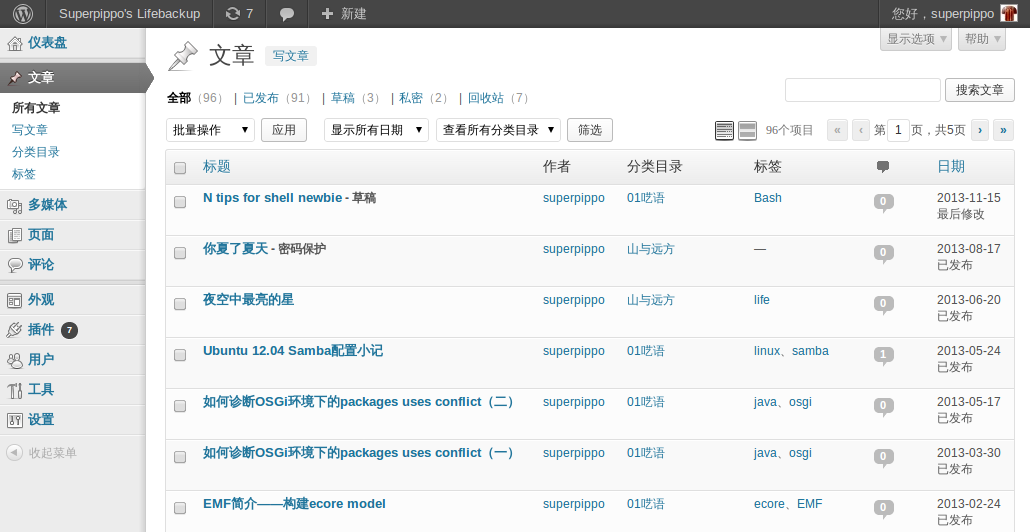 Superpippo's Lifebackup 7 新建 您好，superpippo
显示选项 帮助
仪表盘
文章
所有文章
写文章
分类目录
标签
多媒体
页面
评论
外观
插件 7
用户
工具
设置
收起菜单
文章 写文章
全部（96） | 已发布（91） | 草稿（3） | 私密（2） | 回收站（7）
搜索文章
批量操作 应用 显示所有日期 查看所有分类目录 筛选 96个项目 « ‹ 第 1 页，共5页 › »
标题 作者 分类目录 标签 日期
N tips for shell newbie - 草稿 superpippo 01呓语 Bash 0 2013-11-15
最后修改
你夏了夏天 - 密码保护 superpippo 山与远方 — 0 2013-08-17
已发布
夜空中最亮的星 superpippo 山与远方 life 0 2013-06-20
已发布
Ubuntu 12.04 Samba配置小记 superpippo 01呓语 linux、samba 1 2013-05-24
已发布
如何诊断OSGi环境下的packages uses conflict（二） superpippo 01呓语 java、osgi 0 2013-05-17
已发布
如何诊断OSGi环境下的packages uses conflict（一） superpippo 01呓语 java、osgi 0 2013-03-30
已发布
EMF简介——构建ecore model superpippo 01呓语 ecore、EMF 0 2013-02-24
已发布